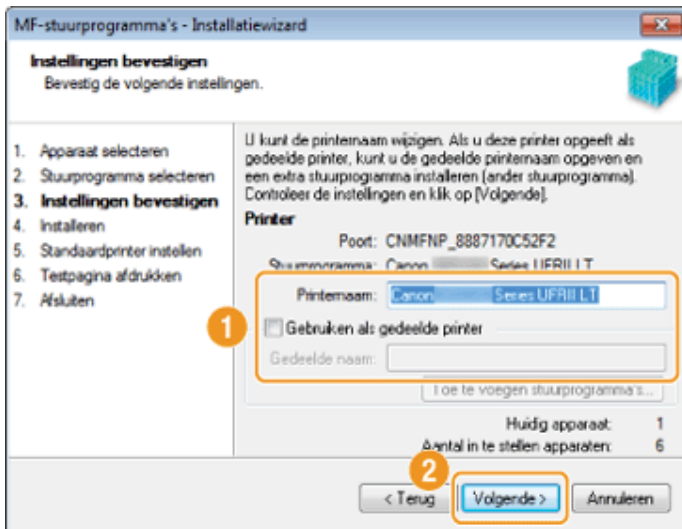 MF-stuurprogramma's - Installatiewizard
Instellingen bevestigen
Bevestig de volgende instellingen.
1. Apparaat selecteren
2. Stuurprogramma selecteren
3. Instellingen bevestigen
4. Installeren
5. Standaardprinter instellen
6. Testpagina afdrukken
7. Afsluiten
U kunt de printernaam wijzigen. Als u deze printer opgeeft als
gedeelde printer, kunt u de gedeelde printernaam opgeven en
een extra stuurprogramma installeren (ander stuurprogramma).
Controleer de instellingen en klik op [Volgende].
Printer
Poort: CNMFNP_8887170C52F2
Stuurprogramma: Canon Series UFRII LT
Printernaam: Canon Series UFRII LT
1
Gebruiken als gedeelde printer
Gedeelde naam:
Toe te voegen stuurprogramma's...
Huidig apparaat: 1
Aantal in te stellen apparaten: 6
2
< Terug Volgende > Annuleren